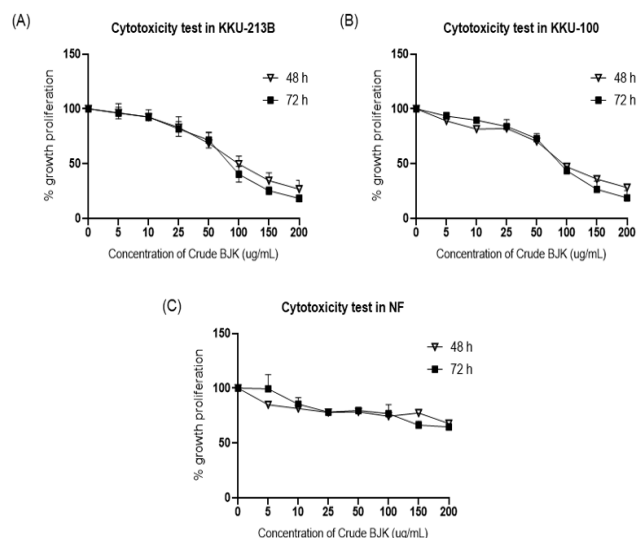 (A)
Cytotoxicity test in KKU-213B
150
100
50
0
% growth proliferation
48 h
72 h
0 5 10 25 50 100 150 200
Concentration of Crude BJK (ug/mL)
(B)
Cytotoxicity test in KKU-100
150
100
50
0
% growth proliferation
48 h
72 h
0 5 10 25 50 100 150 200
Concentration of Crude BJK (ug/mL)
(C)
Cytotoxicity test in NF
150
100
50
0
% growth proliferation
48 h
72 h
0 5 10 25 50 100 150 200
Concentration of Crude BJK (ug/mL)